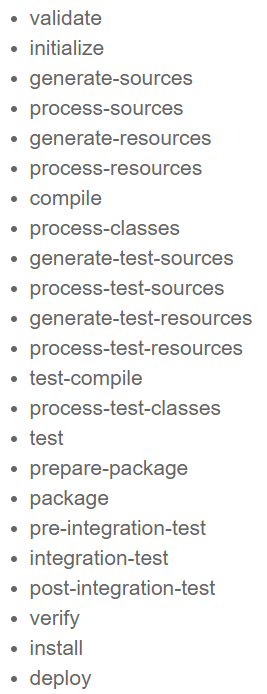 • validate
• initialize
• generate-sources
• process-sources
• generate-resources
• process-resources
• compile
• process-classes
• generate-test-sources
• process-test-sources
• generate-test-resources
• process-test-resources
• test-compile
• process-test-classes
• test
• prepare-package
• package
• pre-integration-test
• integration-test
• post-integration-test
• verify
• install
• deploy